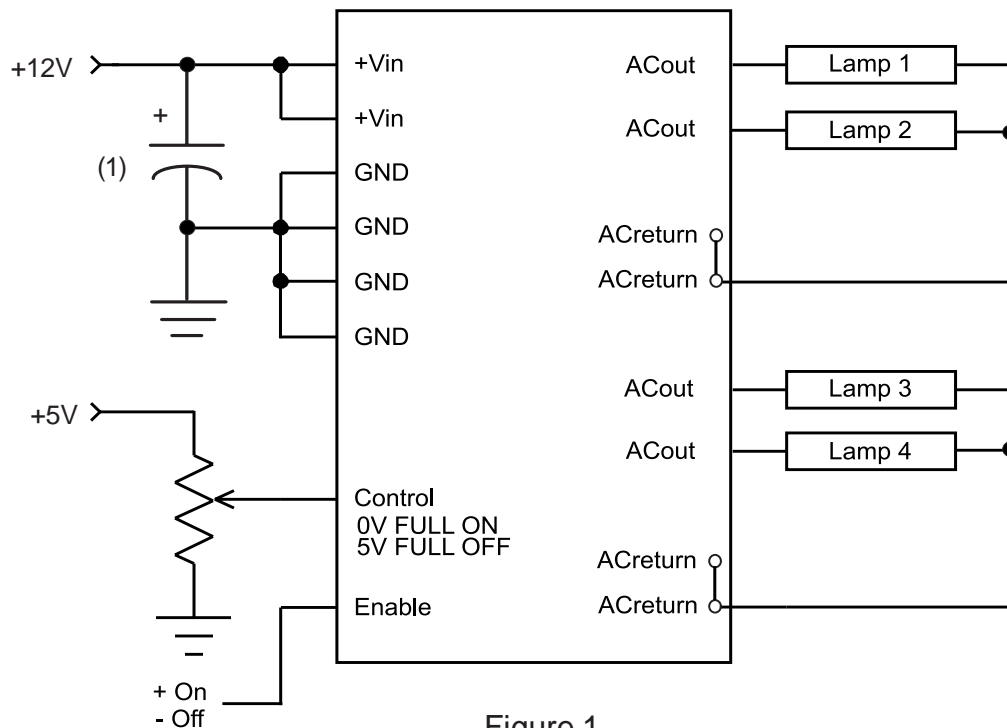 +12V
+
(1)
+5V
+ On
- Off
+Vin
+Vin
GND
GND
GND
GND
Control
0V FULL ON
5V FULL OFF
Enable
ACout
ACout
ACreturn
ACreturn
ACout
ACout
ACreturn
ACreturn
Lamp 1
Lamp 2
Lamp 3
Lamp 4
Figure 1